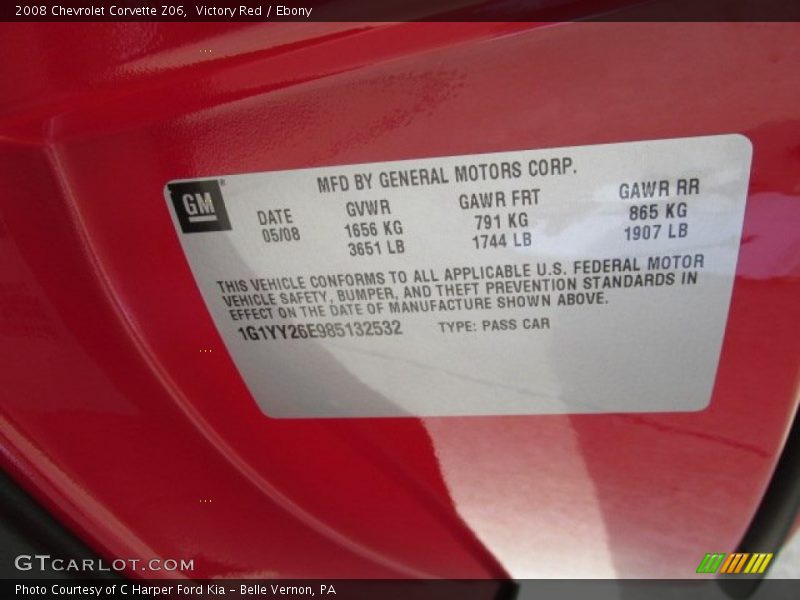 2008 Chevrolet Corvette Z06,  Victory Red / Ebony
GM
MFD BY GENERAL MOTORS CORP.
DATE GVWR GAWR FRT GAWR RR
05/08 1656 KG 791 KG 865 KG
3651 LB 1744 LB 1907 LB
THIS VEHICLE CONFORMS TO ALL APPLICABLE U.S. FEDERAL MOTOR
VEHICLE SAFETY, BUMPER, AND THEFT PREVENTION STANDARDS IN
EFFECT ON THE DATE OF MANUFACTURE SHOWN ABOVE.
1G1YY26E985132532 TYPE: PASS CAR
GTCARLOT.COM
Photo Courtesy of C Harper Ford Kia - Belle Vernon, PA